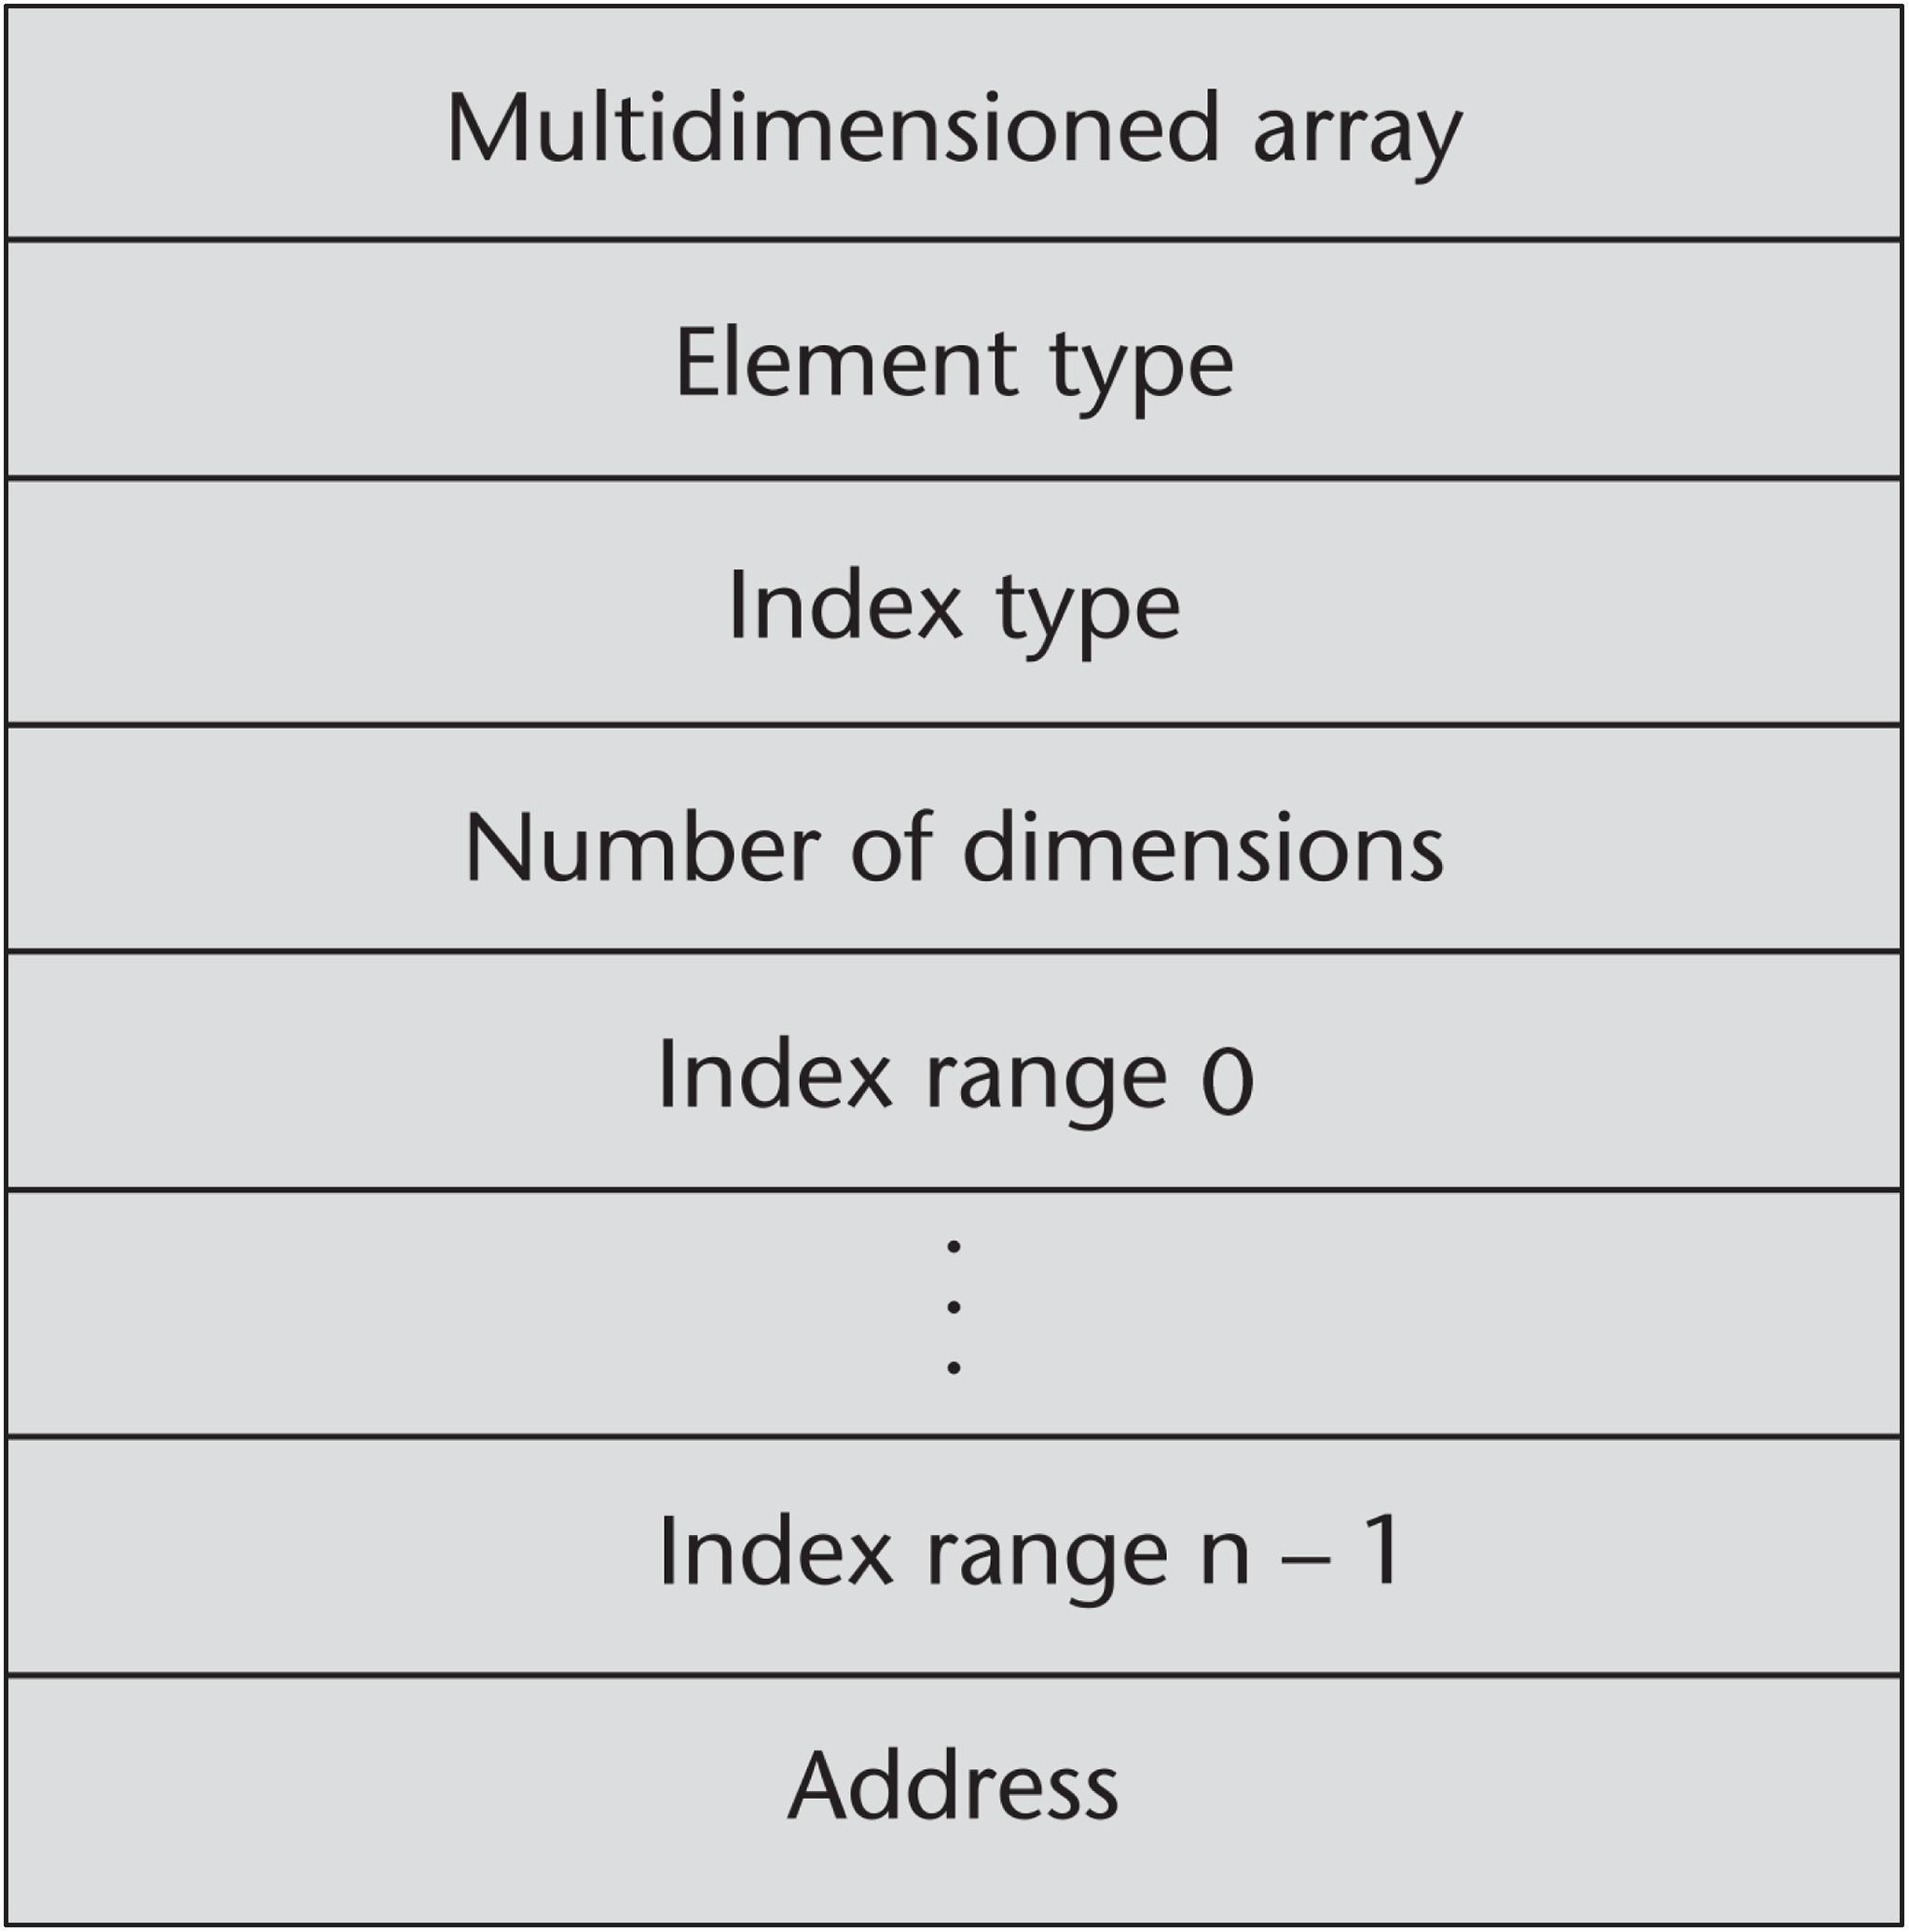 Multidimensioned array
Element type
Index type
Number of dimensions
Index range 0
⋮
Index range n – 1
Address